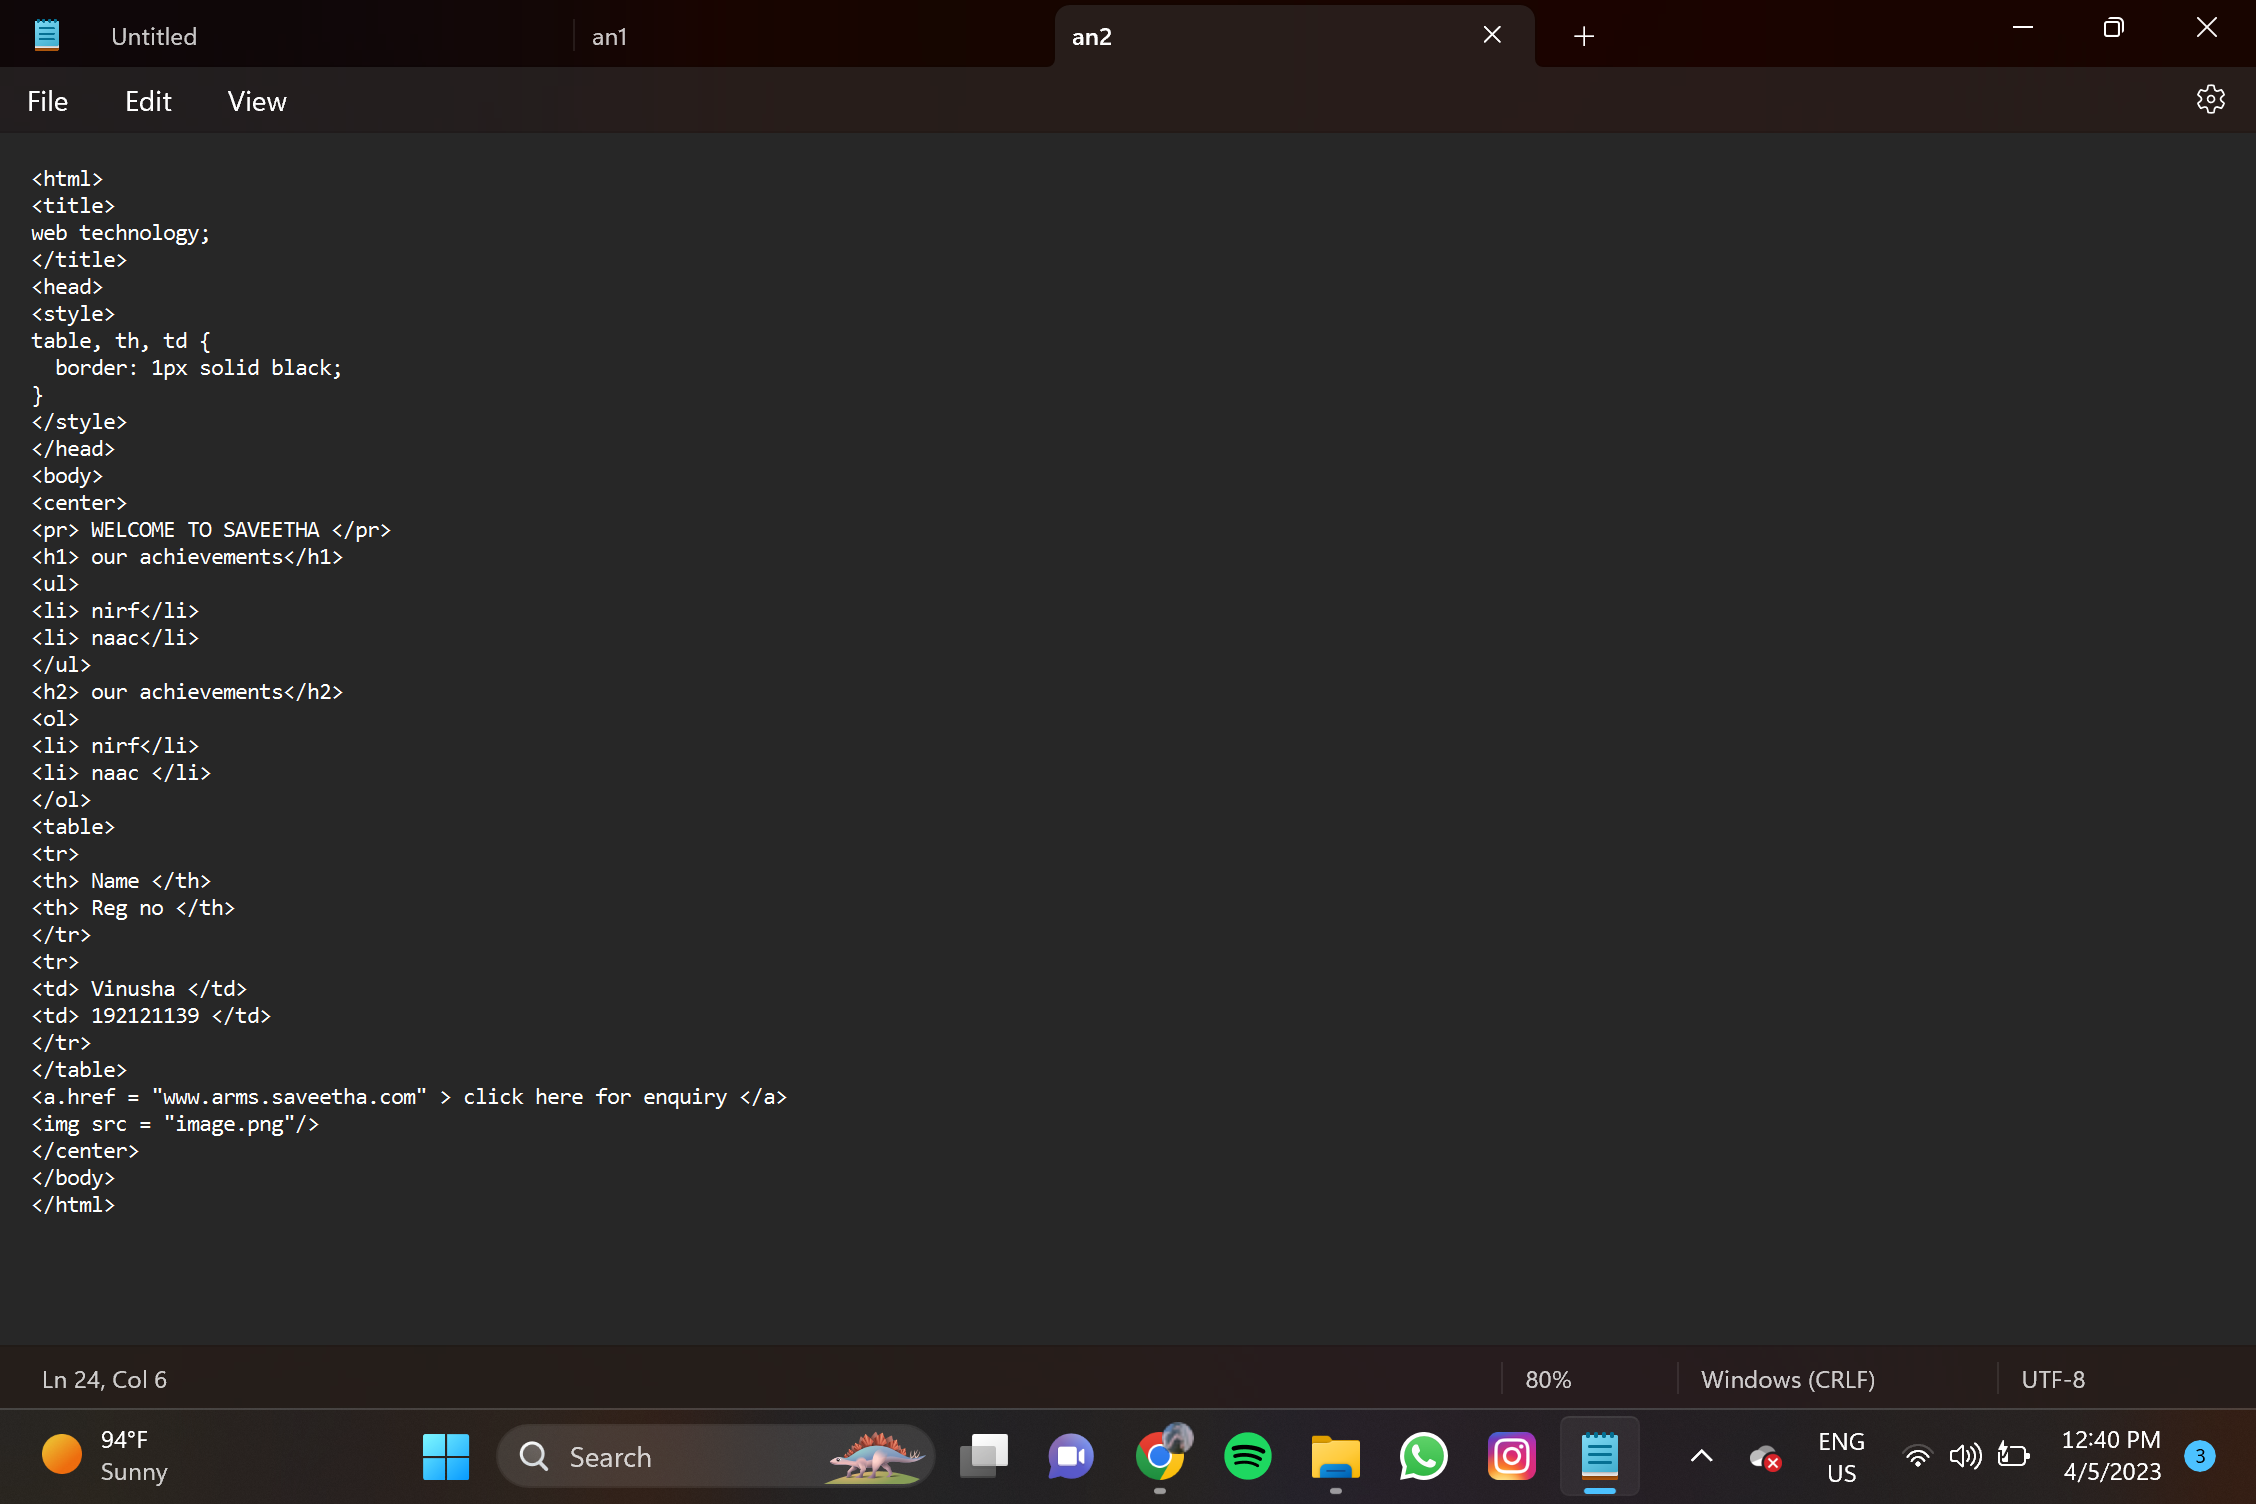 Untitled
an1
an2
File
Edit
View
<html>
<title>
web technology;
</title>
<head>
<style>
table, th, td {
  border: 1px solid black;
}
</style>
</head>
<body>
<center>
<pr> WELCOME TO SAVEETHA </pr>
<h1> our achievements</h1>
<ul>
<li> nirf</li>
<li> naac</li>
</ul>
<h2> our achievements</h2>
<ol>
<li> nirf</li>
<li> naac </li>
</ol>
<table>
<tr>
<th> Name </th>
<th> Reg no </th>
</tr>
<tr>
<td> Vinusha </td>
<td> 192121139 </td>
</tr>
</table>
<a.href = "www.arms.saveetha.com" > click here for enquiry </a>
<img src = "image.png"/>
</center>
</body>
</html>
Ln 24, Col 6
80%
Windows (CRLF)
UTF-8
94°F
Sunny
Search
ENG
US
12:40 PM
4/5/2023
3